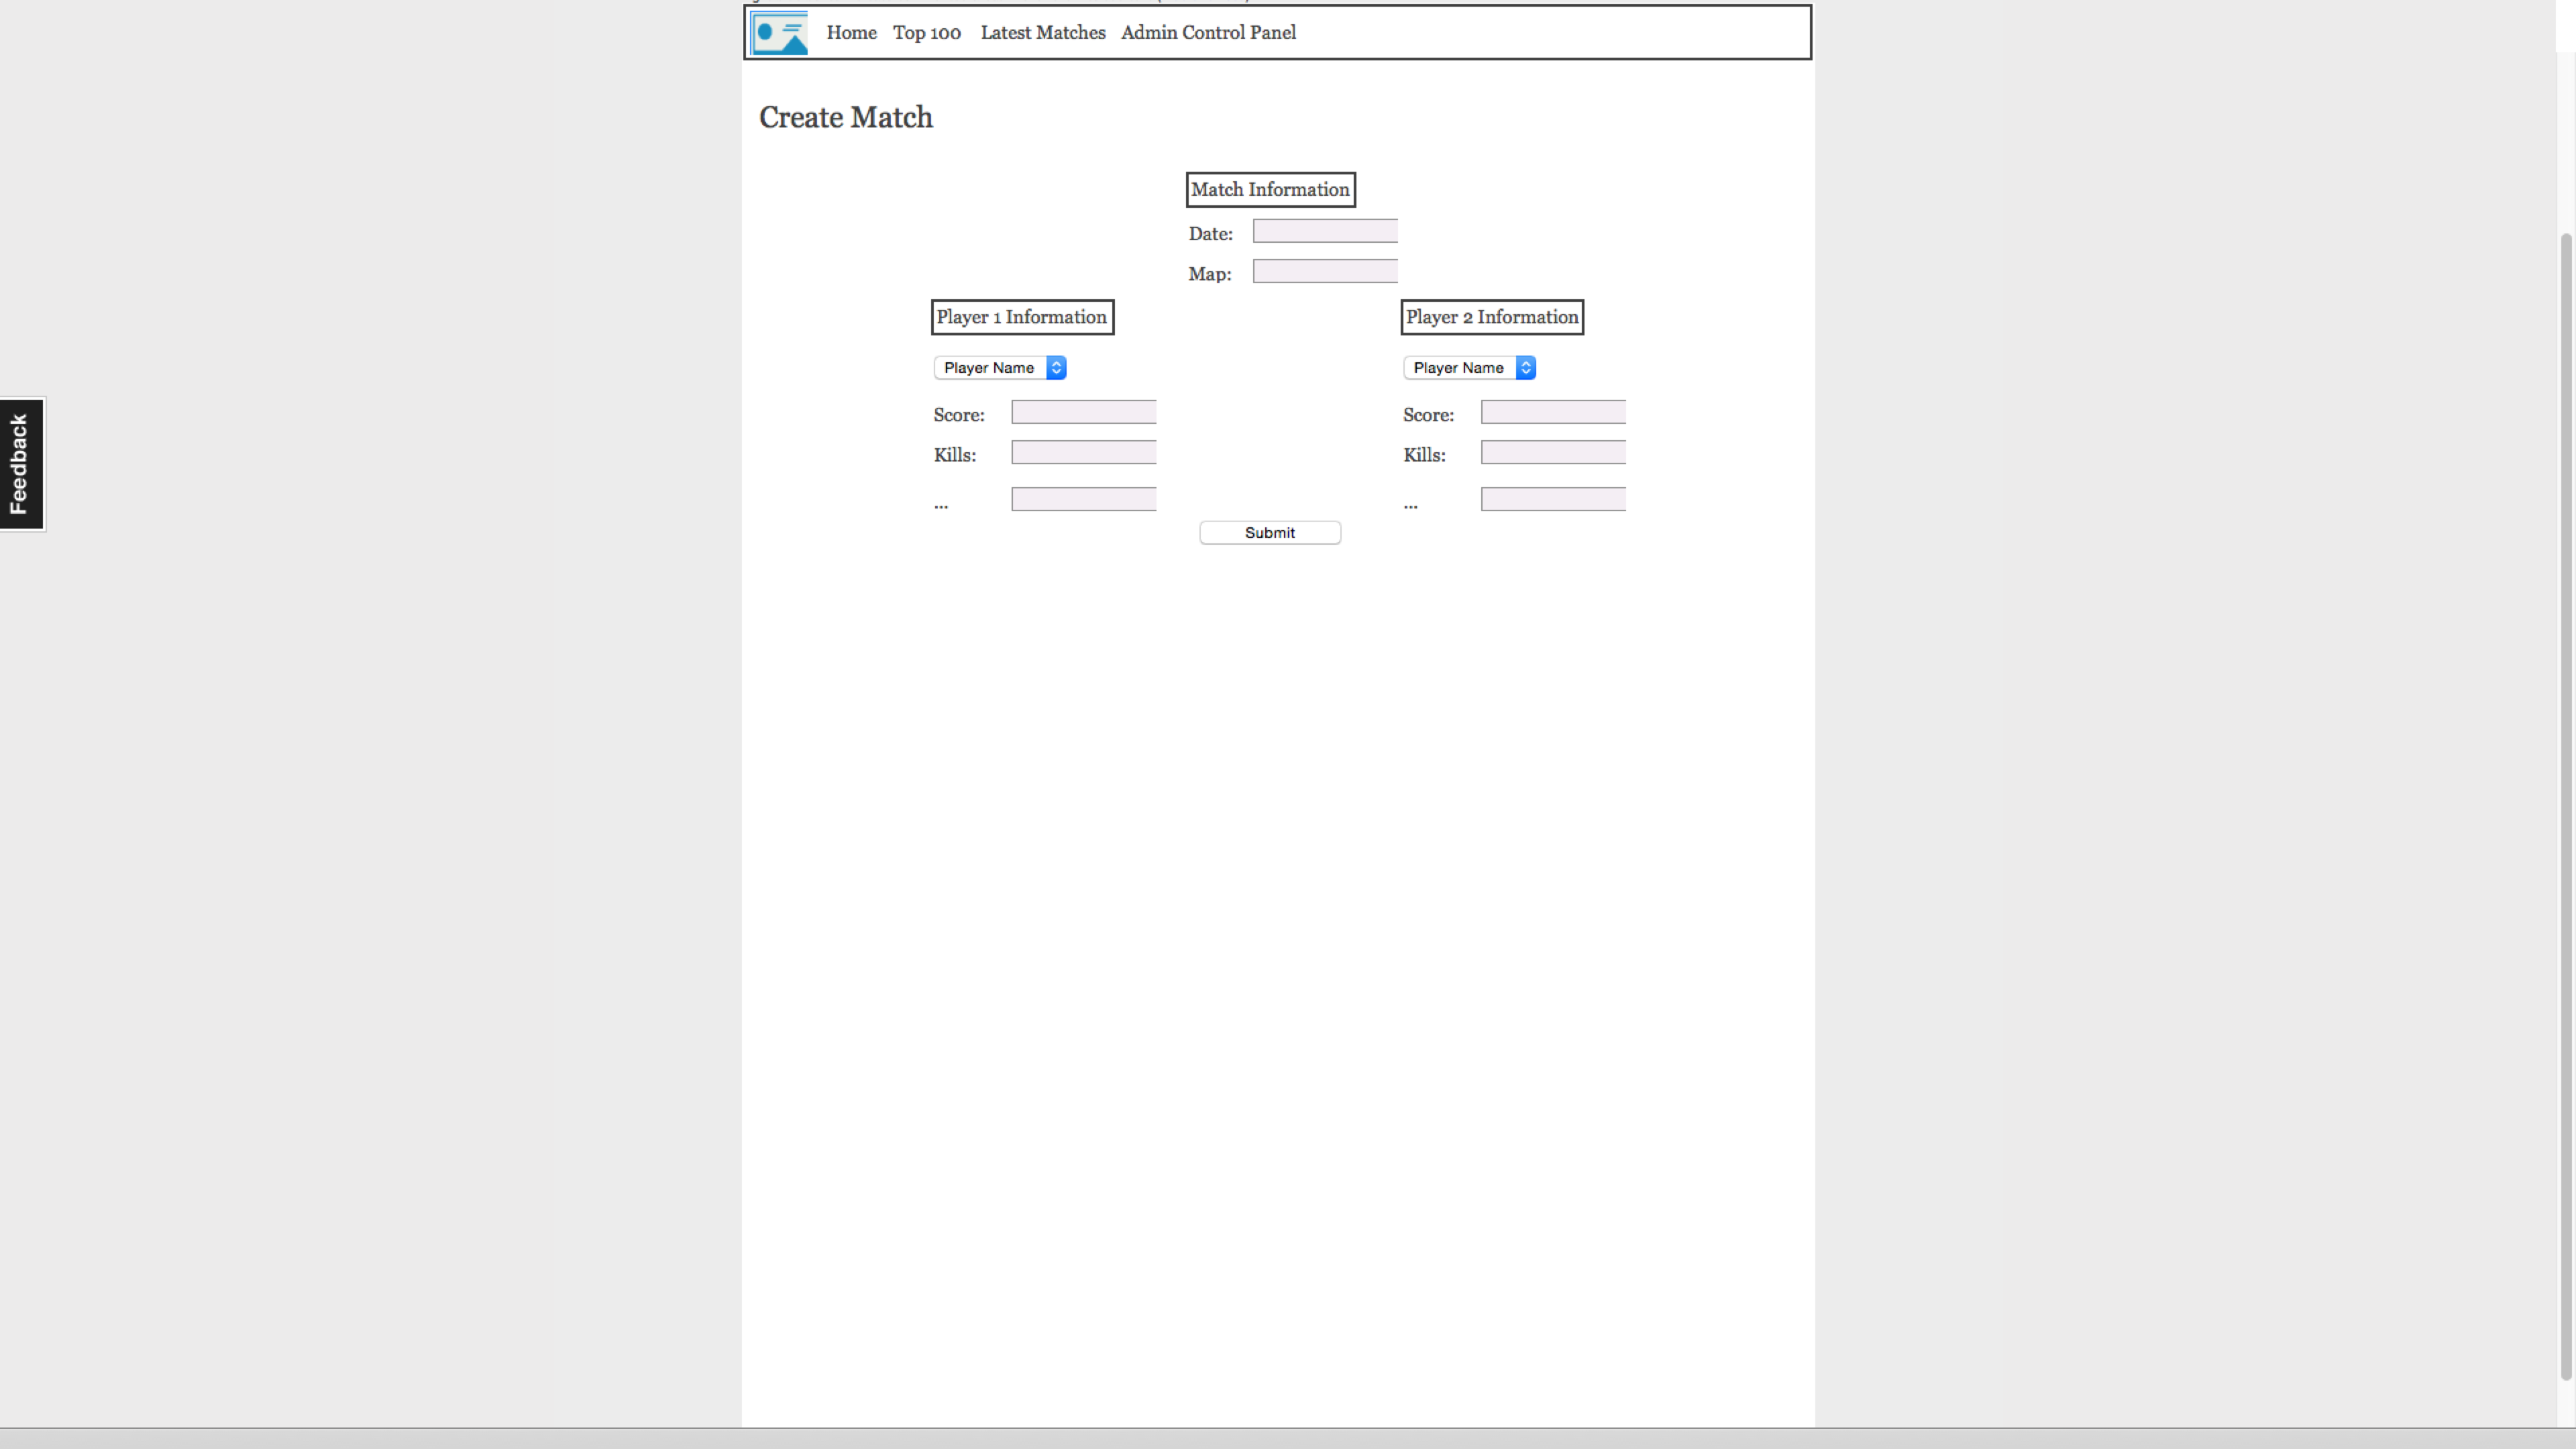 Home Top 100 Latest Matches Admin Control Panel
Create Match
Match Information
Date:
Map:
Player 1 Information
Player Name
Score:
Kills:
...
Player 2 Information
Player Name
Score:
Kills:
...
Submit
Feedback